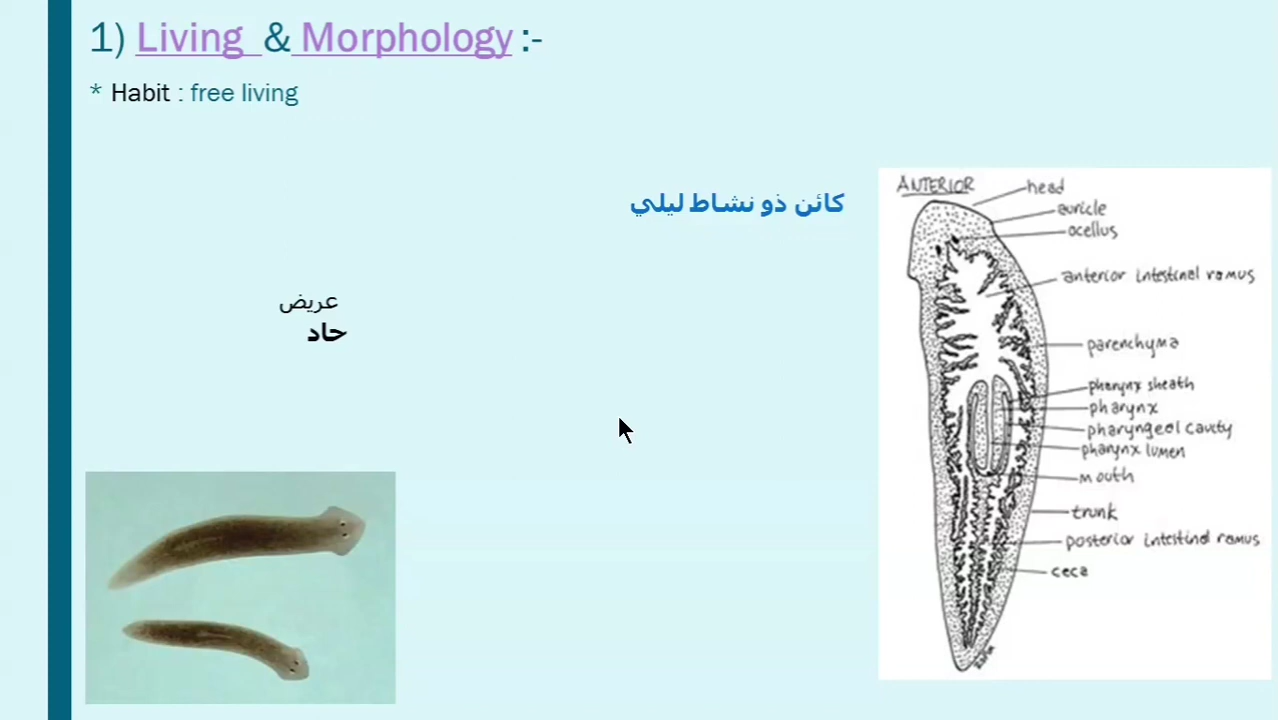 1) Living & Morphology :-
* Habit : free living
كائن ذو نشاط ليلي
عريض
حاد
ANTERIOR
head
auricle
ocellus
anterior intestinal ramus
parenchyma
pharynx sheath
pharynx
pharyngeal cavity
pharynx lumen
mouth
trunk
posterior intestinal ramus
ceca